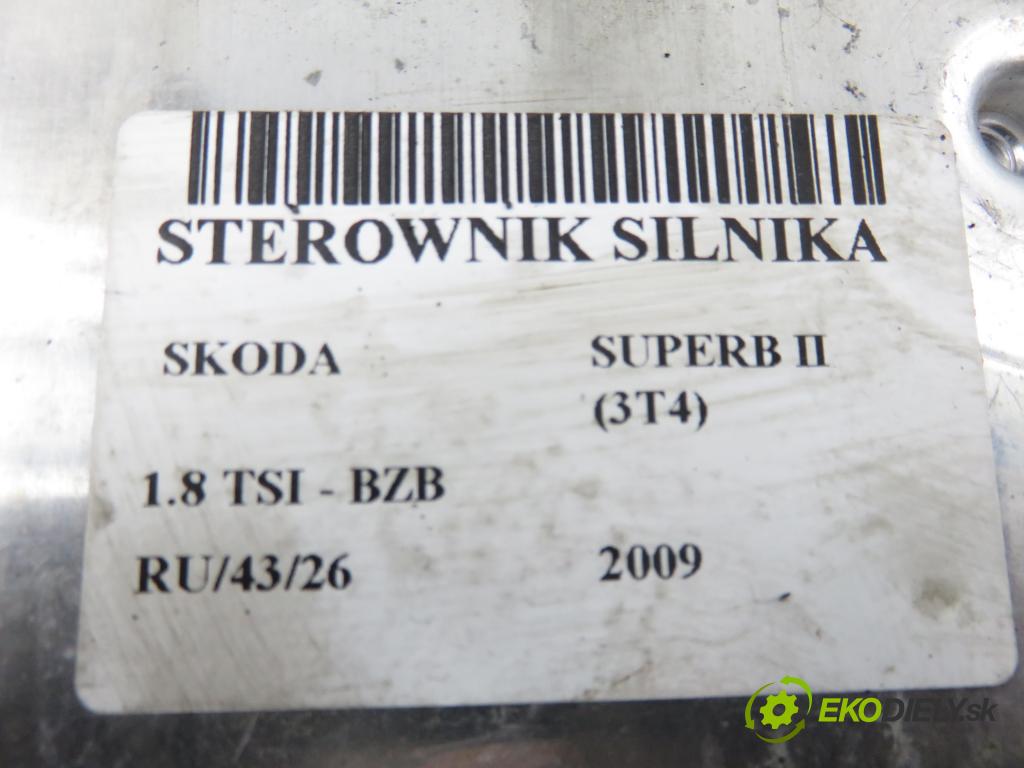 STEROWNIK SILNIKA
SKODA SUPERB II
(3T4)
1.8 TSI - BZB
RU/43/26 2009
EKODIELY.sk